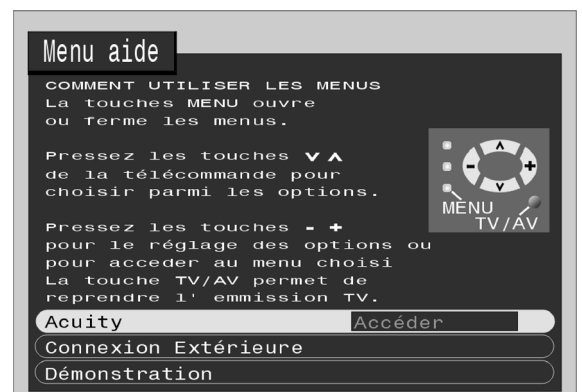 Menu aide
COMMENT UTILISER LES MENUS
La touches MENU ouvre
ou ferme les menus.
Pressez les touches ∨ ∧
de la télécommande pour
choisir parmi les options.
Pressez les touches - +
pour le réglage des options ou
pour acceder au menu choisi
La touche TV/AV permet de
reprendre l' emmission TV.
∧
- +
∨
MENU
TV/AV
Acuity Accéder
Connexion Extérieure
Démonstration